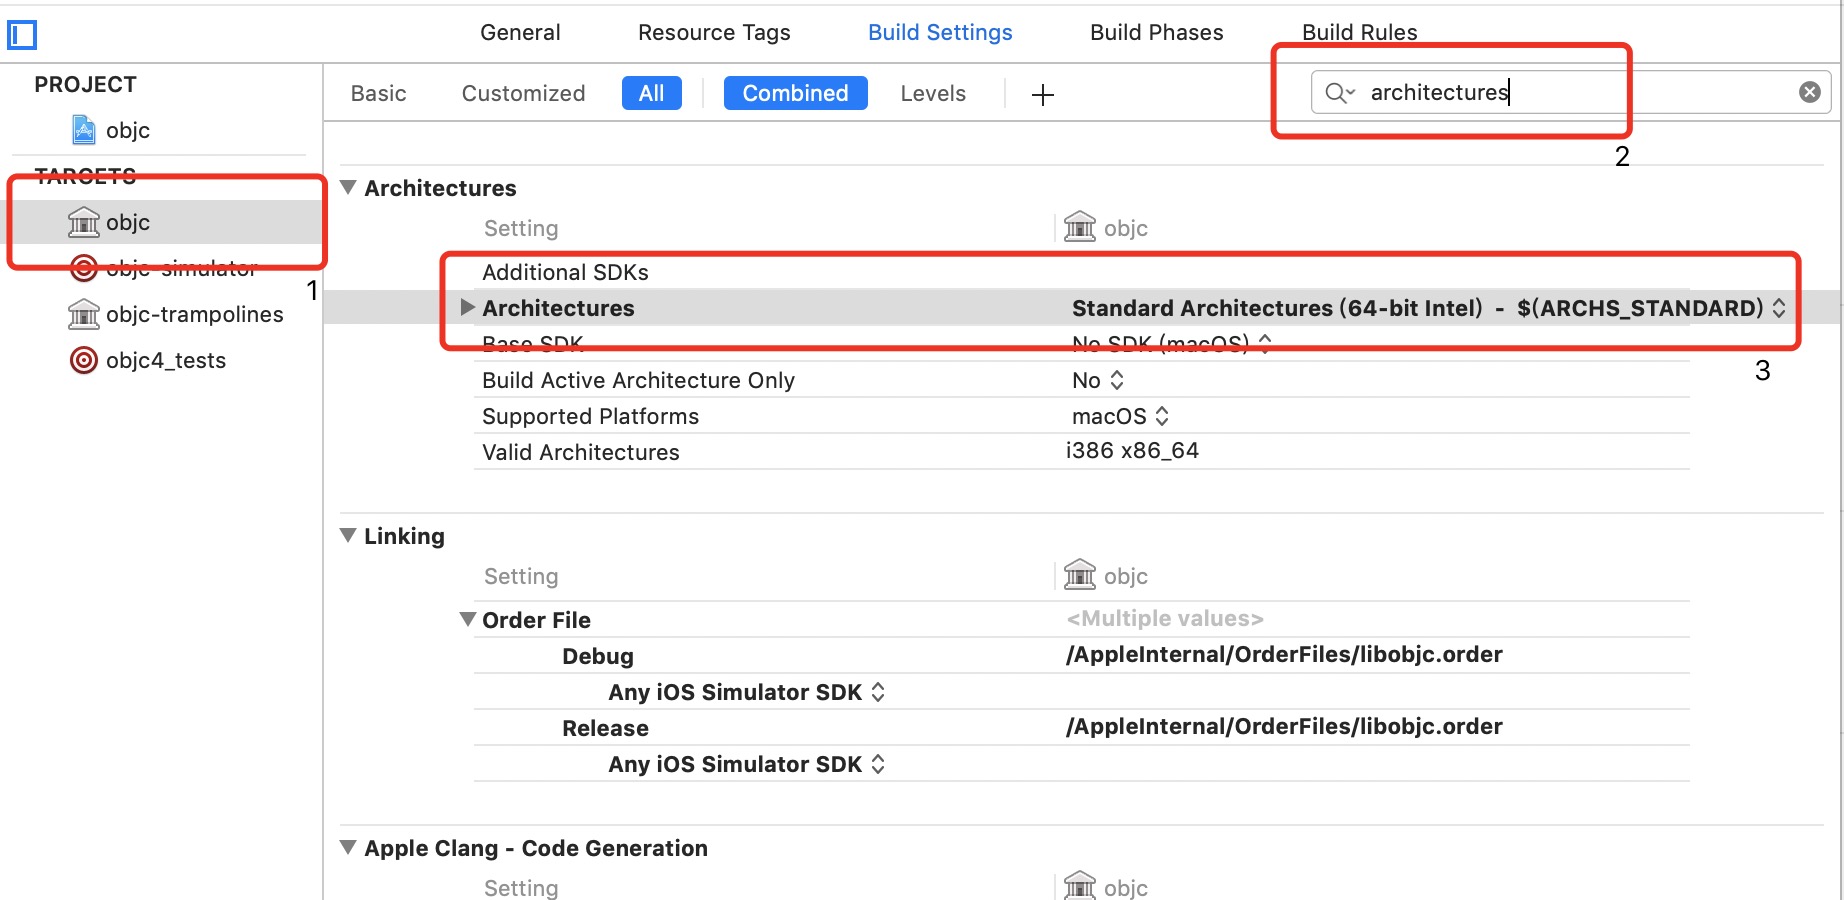 General Resource Tags Build Settings Build Phases Build Rules
PROJECT
objc
TARGETS
objc
objc-simulator
objc-trampolines
objc4_tests
1
Basic Customized All Combined Levels +
architectures
2
Architectures
Setting objc
Additional SDKs
Architectures Standard Architectures (64-bit Intel) - $(ARCHS_STANDARD)
Base SDK No SDK (macOS)
3
Build Active Architecture Only No
Supported Platforms macOS
Valid Architectures i386 x86_64
Linking
Setting objc
Order File <Multiple values>
Debug /AppleInternal/OrderFiles/libobjc.order
Any iOS Simulator SDK
Release /AppleInternal/OrderFiles/libobjc.order
Any iOS Simulator SDK
Apple Clang - Code Generation
Setting objc